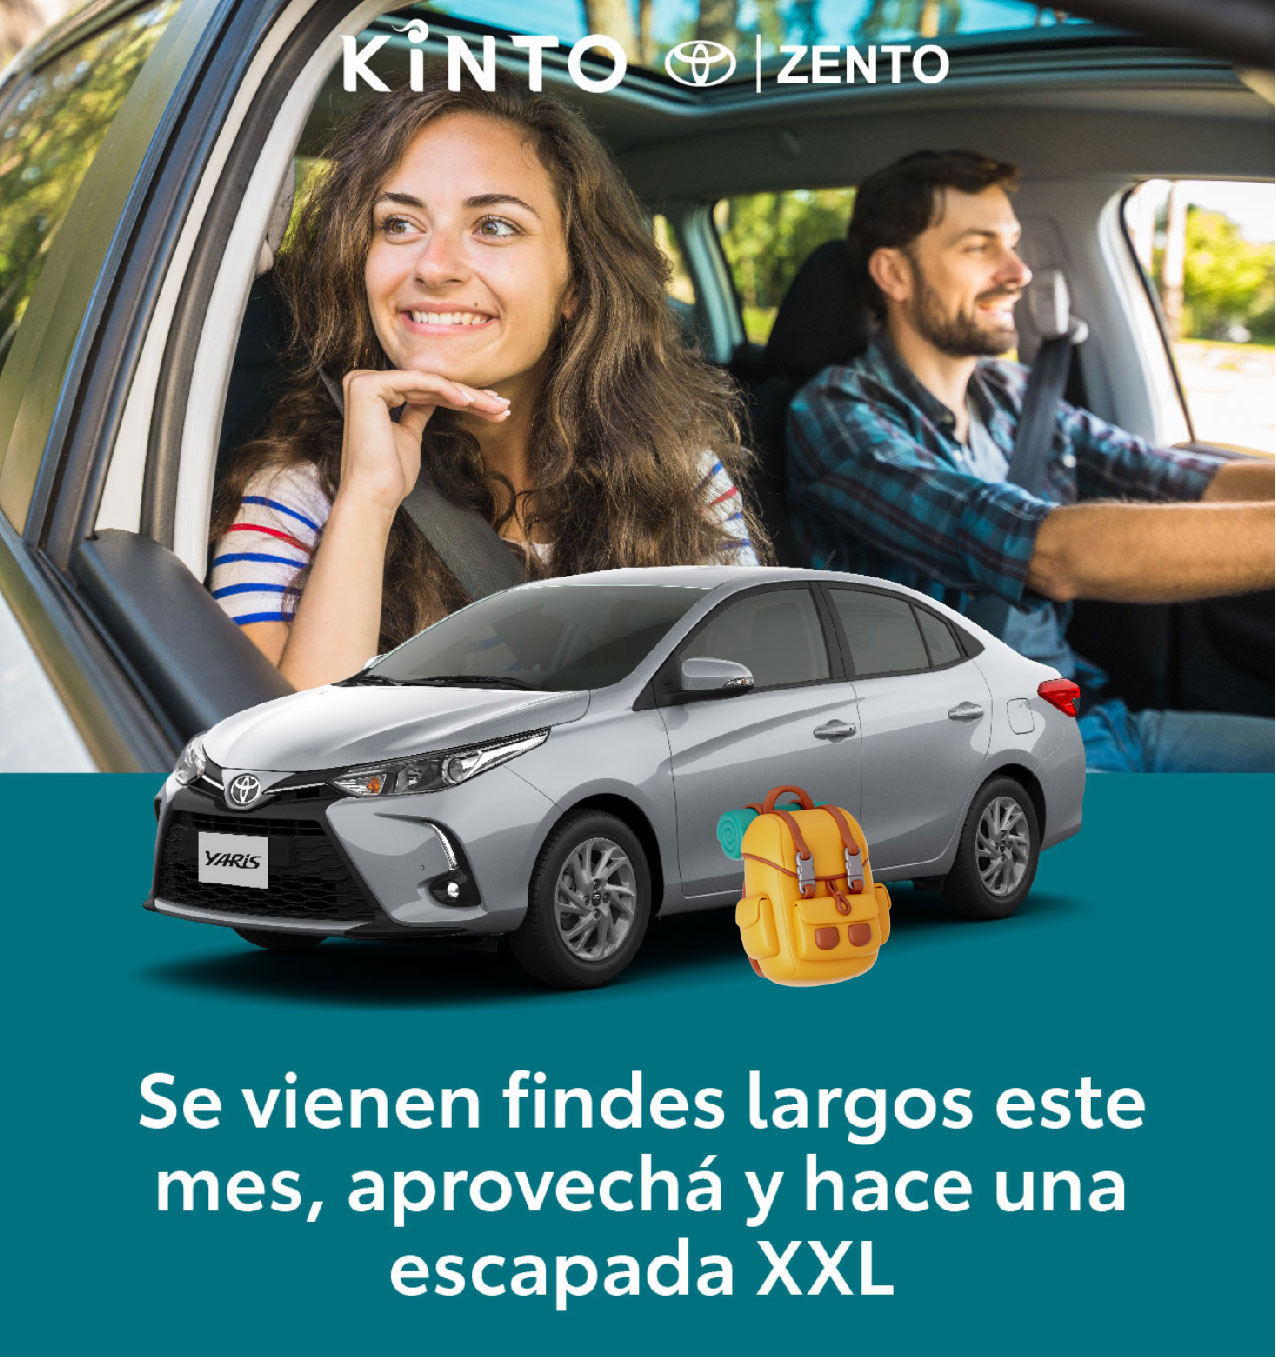 KINTO | ZENTO
YARiS
Se vienen findes largos este
mes, aprovechá y hace una
escapada XXL